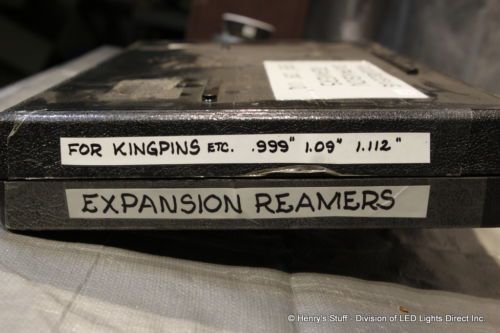 FOR KINGPINS ETC. .999" 1.09" 1.112"
EXPANSION REAMERS
© Henry's Stuff - Division of LED Lights Direct Inc.